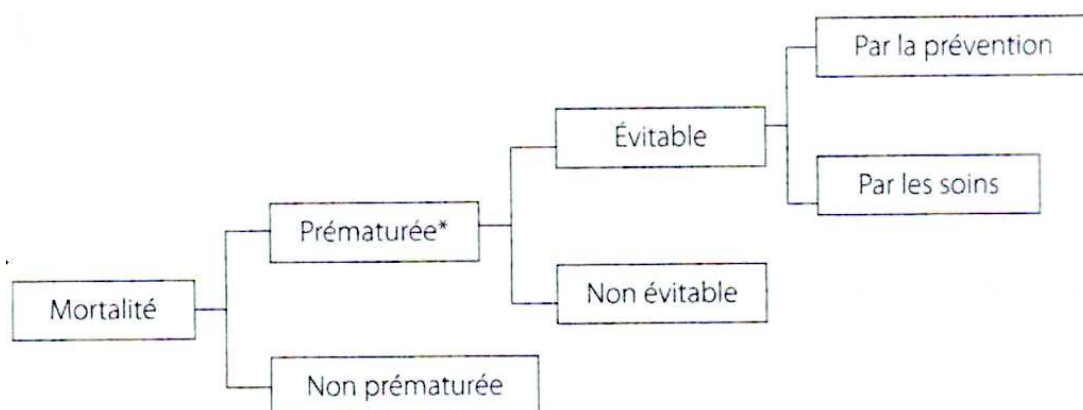 Par la prévention
Évitable
Par les soins
Prématurée*
Non évitable
Mortalité
Non prématurée